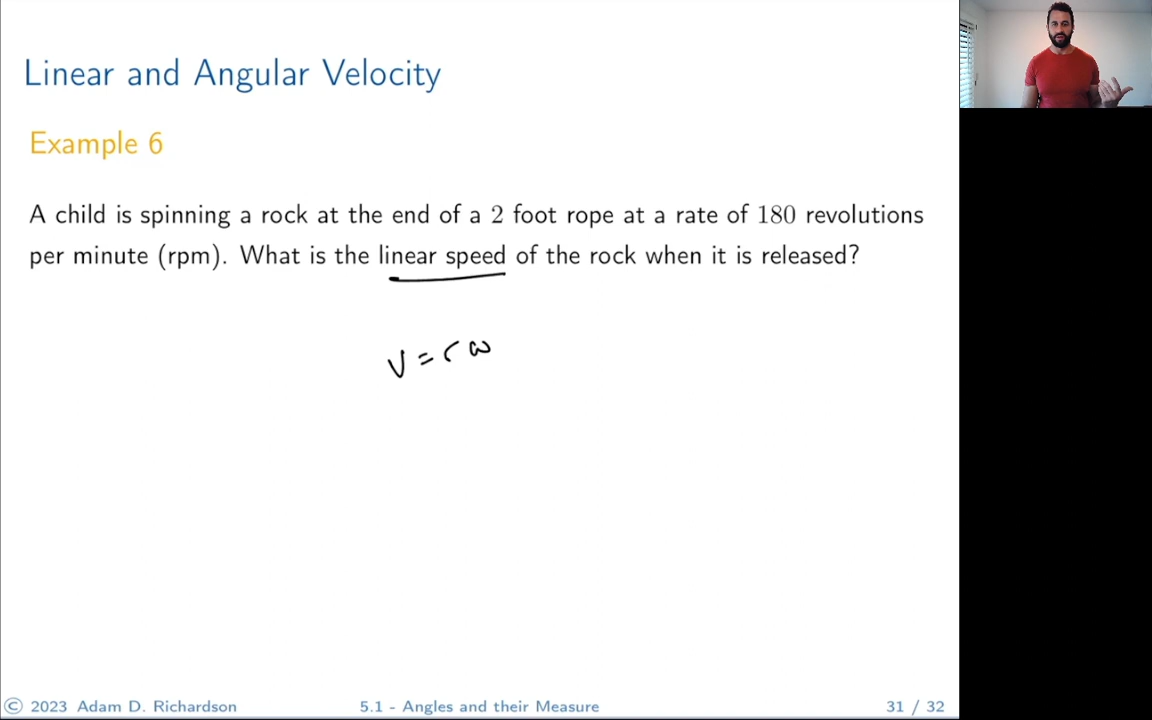 Linear and Angular Velocity
Example 6
A child is spinning a rock at the end of a 2 foot rope at a rate of 180 revolutions
per minute (rpm). What is the linear speed of the rock when it is released?
v = r ω
© 2023 Adam D. Richardson 5.1 - Angles and their Measure 31 / 32